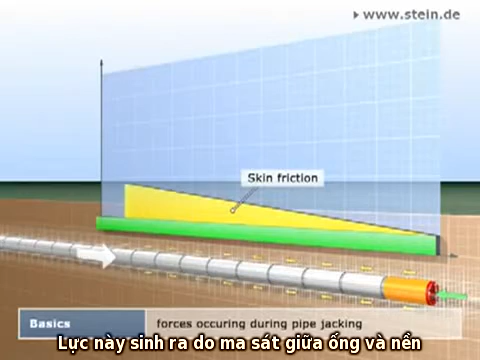 www.stein.de
Skin friction
Basics
forces occuring during pipe jacking
Lực này sinh ra do ma sát giữa ống và nền